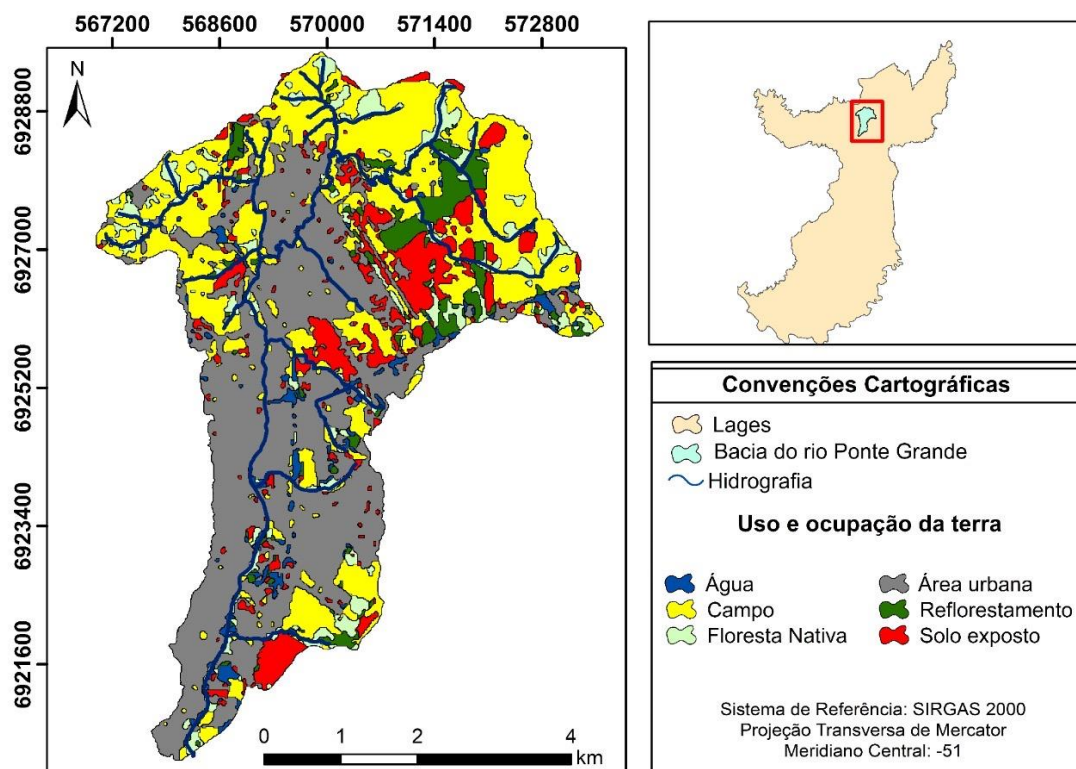 567200 568600 570000 571400 572800
N
6928800
6927000
6925200
6923400
6921600
0 1 2 4
km
Convenções Cartográficas
Lages
Bacia do rio Ponte Grande
Hidrografia
Uso e ocupação da terra
Água
Área urbana
Campo
Reflorestamento
Floresta Nativa
Solo exposto
Sistema de Referência: SIRGAS 2000
Projeção Transversa de Mercator
Meridiano Central: -51